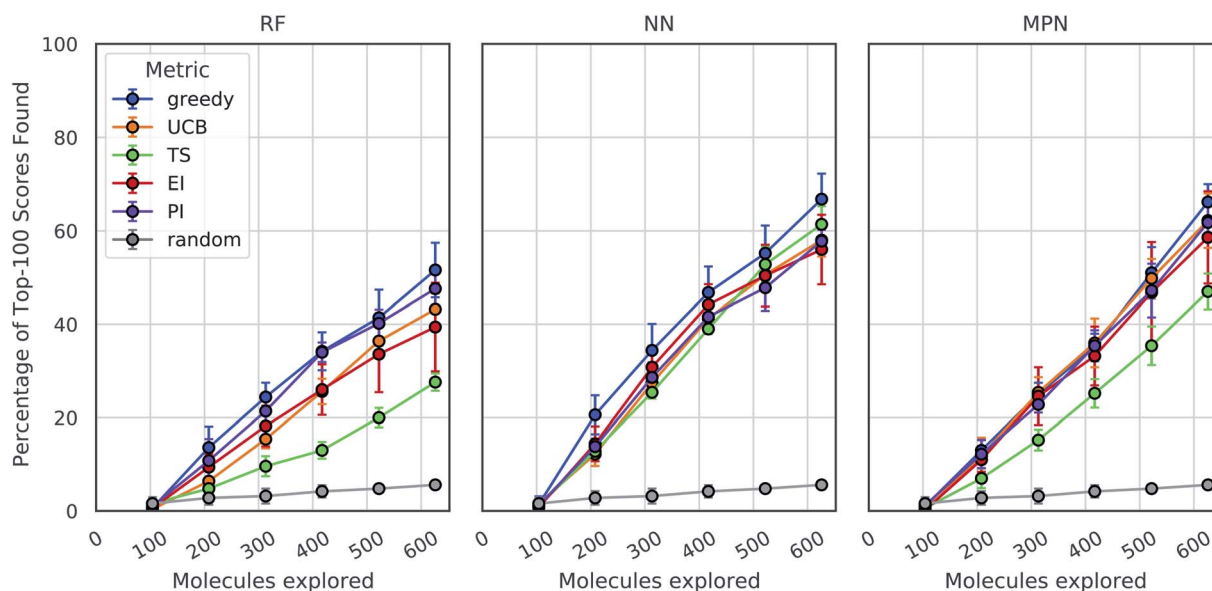 RF
NN
MPN
Percentage of Top-100 Scores Found
100
80
60
40
20
0
Metric
greedy
UCB
TS
EI
PI
random
0 100 200 300 400 500 600
0 100 200 300 400 500 600
0 100 200 300 400 500 600
Molecules explored
Molecules explored
Molecules explored